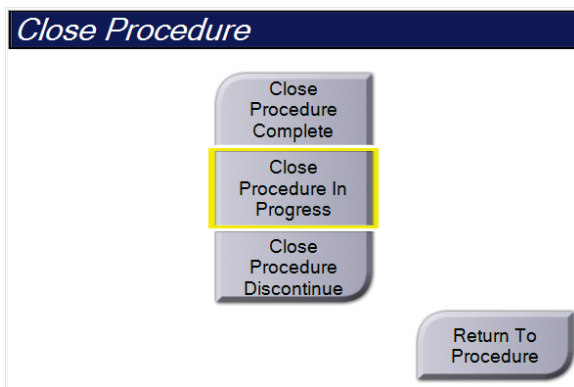 Close Procedure
Close
Procedure
Complete
Close
Procedure In
Progress
Close
Procedure
Discontinue
Return To
Procedure